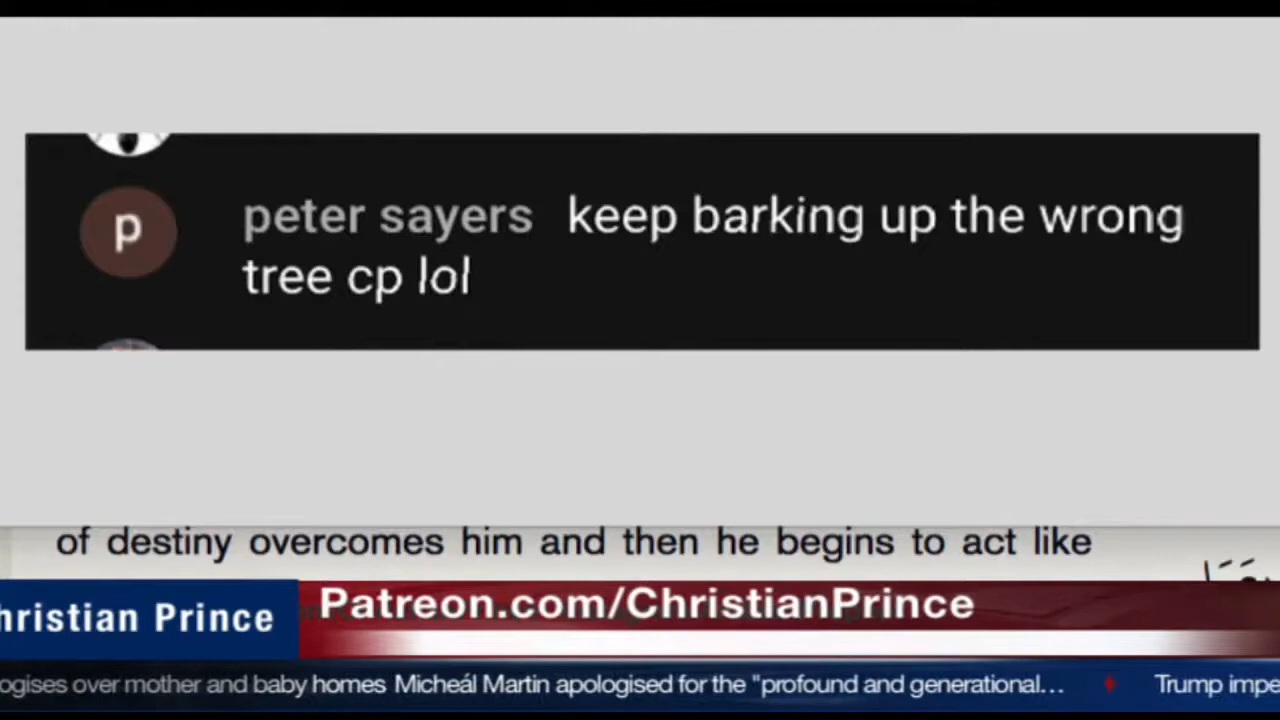 p
peter sayers keep barking up the wrong
tree cp lol
of destiny overcomes him and then he begins to act like
hristian Prince
Patreon.com/ChristianPrince
ogises over mother and baby homes Micheál Martin apologised for the "profound and generational... Trump impe